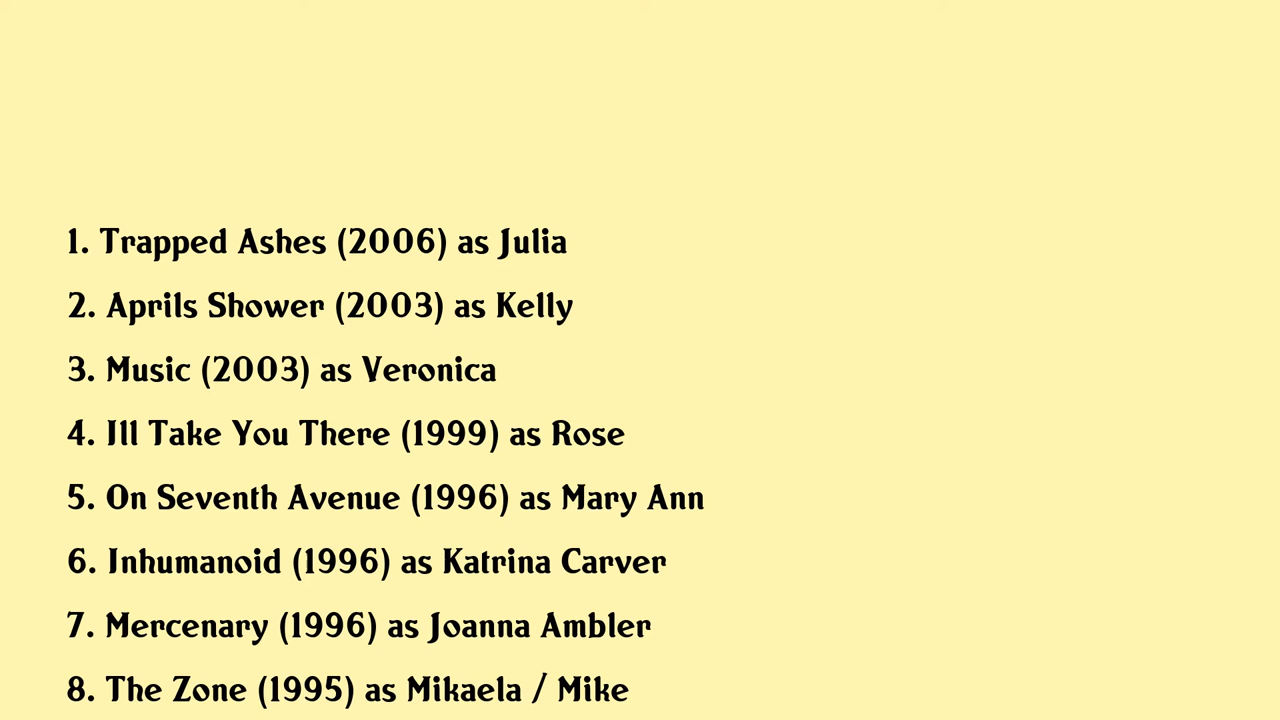 1. Trapped Ashes (2006) as Julia
2. Aprils Shower (2003) as Kelly
3. Music (2003) as Veronica
4. Ill Take You There (1999) as Rose
5. On Seventh Avenue (1996) as Mary Ann
6. Inhumanoid (1996) as Katrina Carver
7. Mercenary (1996) as Joanna Ambler
8. The Zone (1995) as Mikaela / Mike